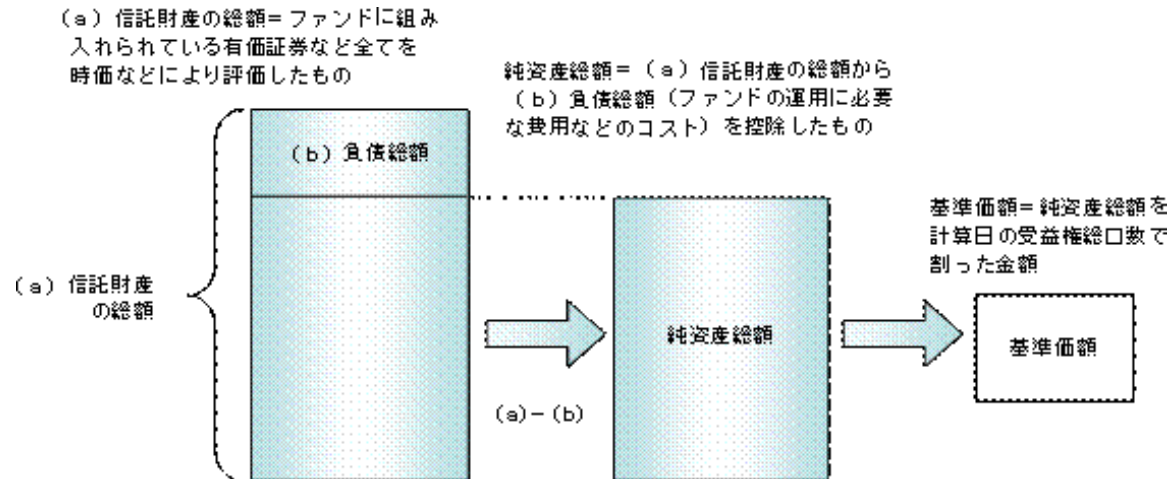 (a) 信託財産の総額=ファンドに組み
入れられている有価証券など全てを
時価などにより評価したもの
純資産総額=(a) 信託財産の総額から
(b) 負債総額(ファンドの運用に必要
な費用などのコスト)を控除したもの
(b) 負債総額
基準価額=純資産総額を
計算日の受益権総口数で
割った金額
(a) 信託財産
の総額
純資産総額
基準価額
(a)-(b)